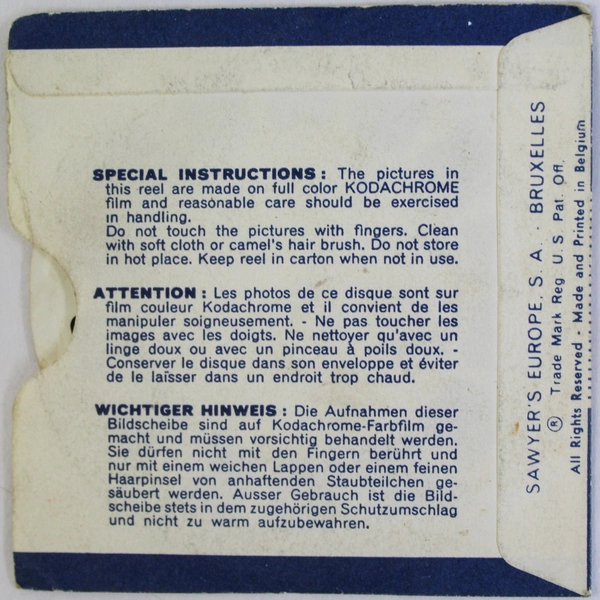 SPECIAL INSTRUCTIONS: The pictures in
this reel are made on full color KODACHROME
film and reasonable care should be exercised
in handling.
Do not touch the pictures with fingers. Clean
with soft cloth or camel's hair brush. Do not store
in hot place. Keep reel in carton when not in use.
ATTENTION: Les photos de ce disque sont sur
film couleur Kodachrome et il convient de les
manipuler soigneusement. - Ne pas toucher les
images avec les doigts. Ne nettoyer qu'avec un
linge doux ou avec un pinceau à poils doux. -
Conserver le disque dans son enveloppe et éviter
de le laisser dans un endroit trop chaud.
WICHTIGER HINWEIS: Die Aufnahmen dieser
Bildscheibe sind auf Kodachrome-Farbfilm ge-
macht und müssen vorsichtig behandelt werden.
Sie dürfen nicht mit den Fingern berührt und
nur mit einem weichen Lappen oder einem feinen
Haarpinsel von anhaftenden Staubteilchen ge-
säubert werden. Ausser Gebrauch ist die Bild-
scheibe stets in dem zugehörigen Schutzumschlag
und nicht zu warm aufzubewahren.
SAWYER'S EUROPE, S. A. · BRUXELLES
® Trade Mark Reg. U. S. Pat. Off.
All Rights Reserved - Made and Printed in Belgium